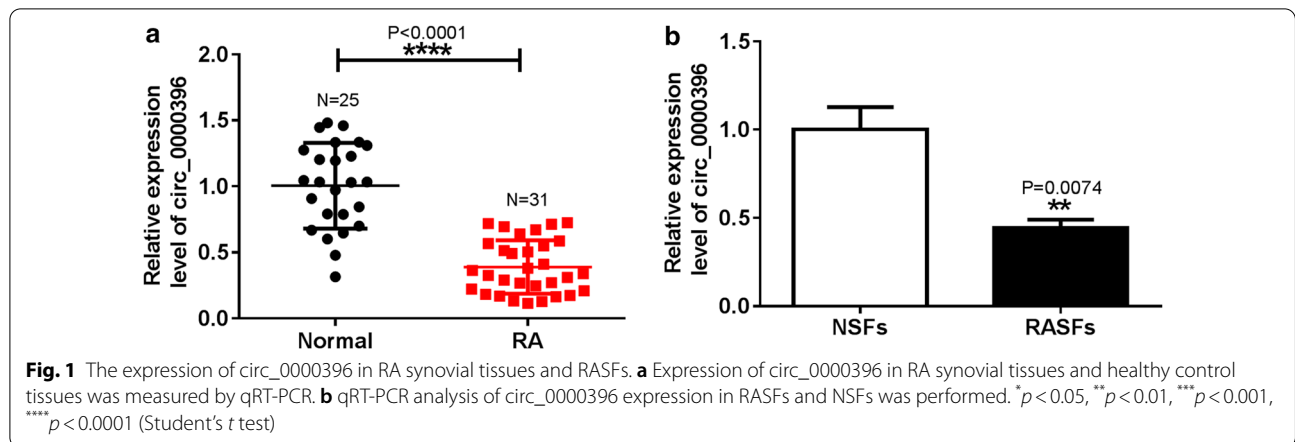 a
P<0.0001
****
Relative expression
level of circ_0000396
2.0
1.5
1.0
0.5
0.0
N=25
N=31
Normal
RA
b
Relative expression
level of circ_0000396
1.5
1.0
0.5
0.0
P=0.0074
**
NSFs
RASFs
Fig. 1 The expression of circ_0000396 in RA synovial tissues and RASFs. a Expression of circ_0000396 in RA synovial tissues and healthy control
tissues was measured by qRT-PCR. b qRT-PCR analysis of circ_0000396 expression in RASFs and NSFs was performed. *p < 0.05, **p < 0.01, ***p < 0.001,
****p < 0.0001 (Student's t test)